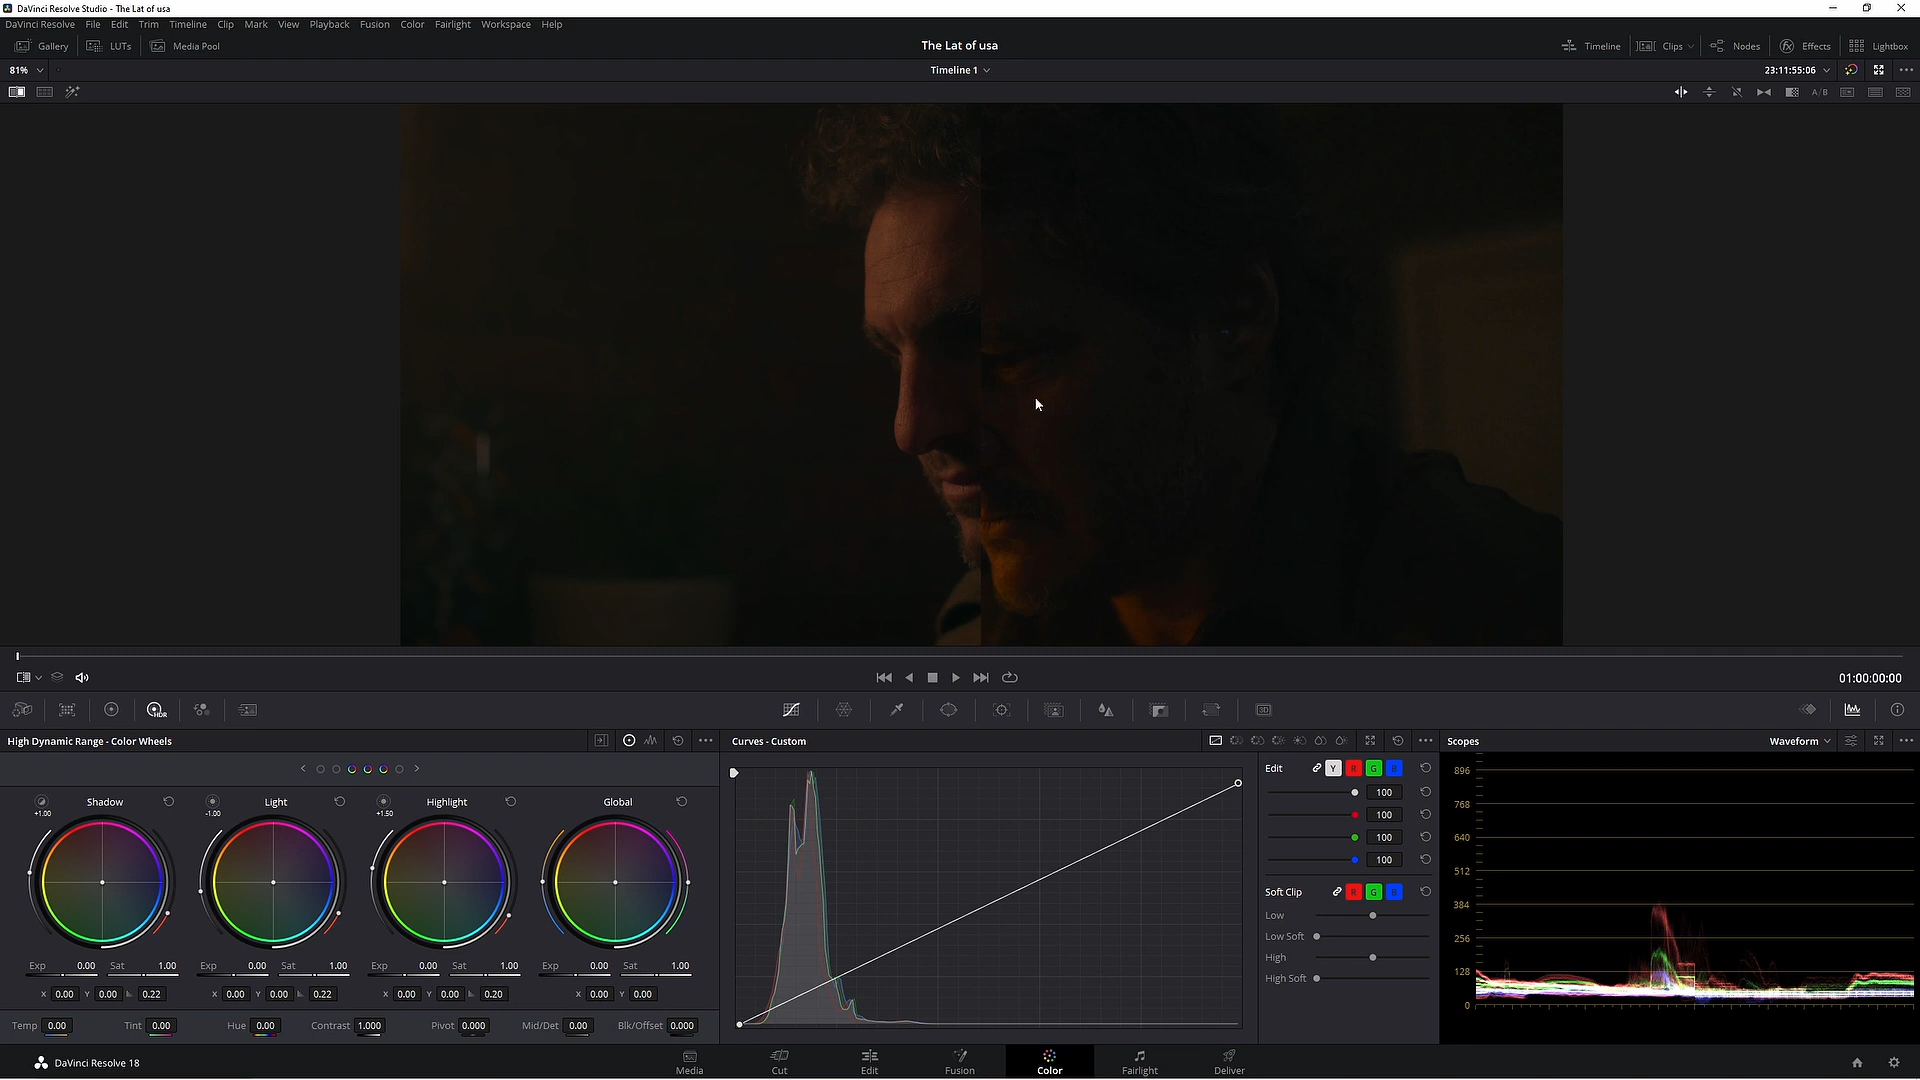 DaVinci Resolve Studio - The Lat of usa
DaVinci Resolve File Edit Trim Timeline Clip Mark View Playback Fusion Color Fairlight Workspace Help
Gallery LUTs Media Pool The Lat of usa Timeline Clips Nodes Effects Lightbox
81% Timeline 1 23:11:55:06
A/B
01:00:00:00
HDR
3D
High Dynamic Range - Color Wheels Curves - Custom Scopes Waveform
Edit Y R G B
Shadow Light Highlight Global
+1.00 -1.00 +1.50
100
100
100
100
Soft Clip R G B
Low
Low Soft
High
High Soft
896
768
640
512
384
256
128
0
Exp 0.00 Sat 1.00 Exp 0.00 Sat 1.00 Exp 0.00 Sat 1.00 Exp 0.00 Sat 1.00
X 0.00 Y 0.00 0.22 X 0.00 Y 0.00 0.22 X 0.00 Y 0.00 0.20 X 0.00 Y 0.00
Temp 0.00 Tint 0.00 Hue 0.00 Contrast 1.000 Pivot 0.000 Mid/Det 0.00 Blk/Offset 0.000
DaVinci Resolve 18 Media Cut Edit Fusion Color Fairlight Deliver